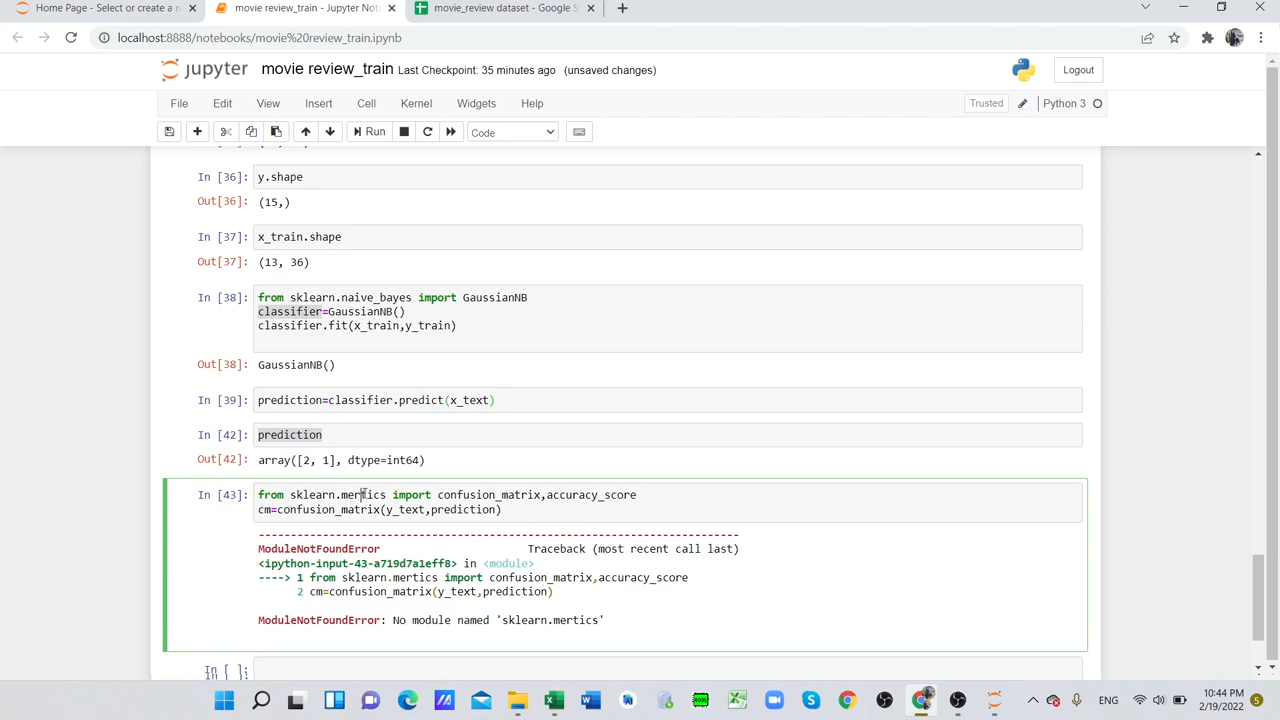 Home Page - Select or create a n
movie review_train - Jupyter No
movie_review dataset - Google S
localhost:8888/notebooks/movie%20review_train.ipynb
jupyter movie review_train Last Checkpoint: 35 minutes ago (unsaved changes)
Logout
File Edit View Insert Cell Kernel Widgets Help
Trusted Python 3
Run Code
In [36]: y.shape
Out[36]: (15,)
In [37]: x_train.shape
Out[37]: (13, 36)
In [38]: from sklearn.naive_bayes import GaussianNB
classifier=GaussianNB()
classifier.fit(x_train,y_train)
Out[38]: GaussianNB()
In [39]: prediction=classifier.predict(x_text)
In [42]: prediction
Out[42]: array([2, 1], dtype=int64)
In [43]: from sklearn.mertics import confusion_matrix,accuracy_score
cm=confusion_matrix(y_text,prediction)
---------------------------------------------------------------------------
ModuleNotFoundError Traceback (most recent call last)
<ipython-input-43-a719d7a1eff8> in <module>
----> 1 from sklearn.mertics import confusion_matrix,accuracy_score
2 cm=confusion_matrix(y_text,prediction)
ModuleNotFoundError: No module named 'sklearn.mertics'
In [ ]:
ENG
10:44 PM
2/19/2022
5